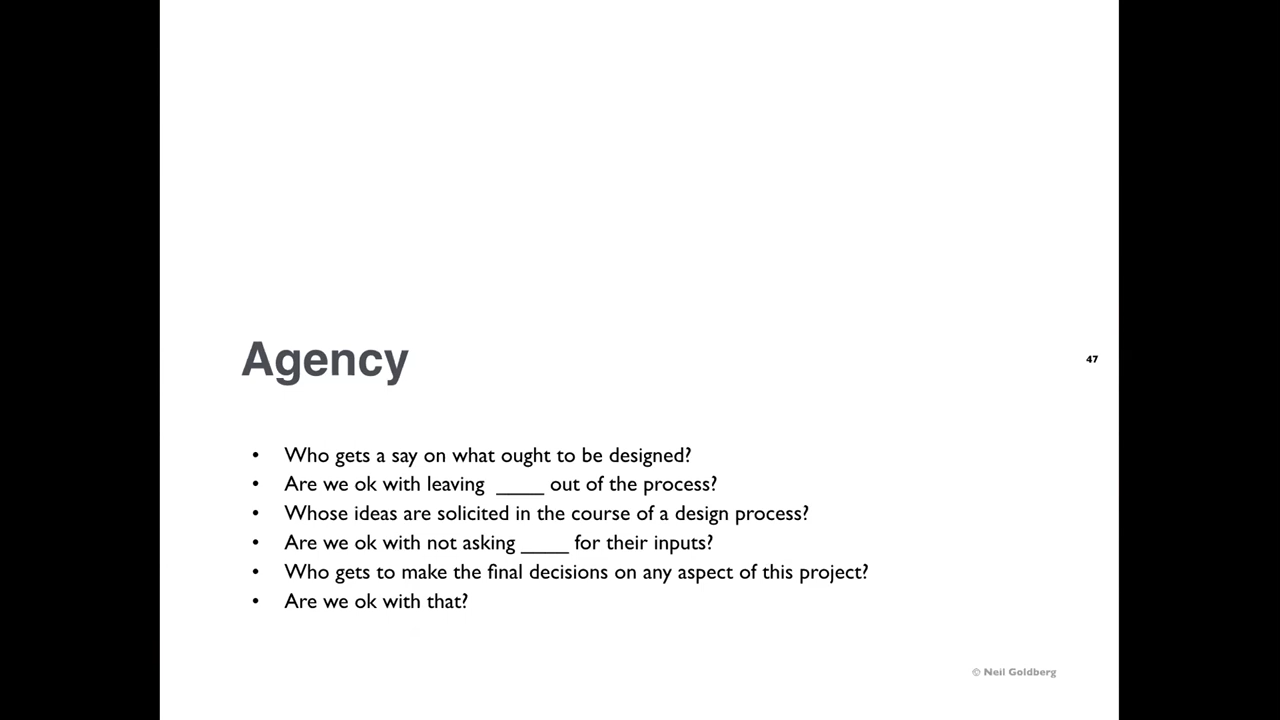 Agency
47
• Who gets a say on what ought to be designed?
• Are we ok with leaving _____ out of the process?
• Whose ideas are solicited in the course of a design process?
• Are we ok with not asking _____ for their inputs?
• Who gets to make the final decisions on any aspect of this project?
• Are we ok with that?
© Neil Goldberg